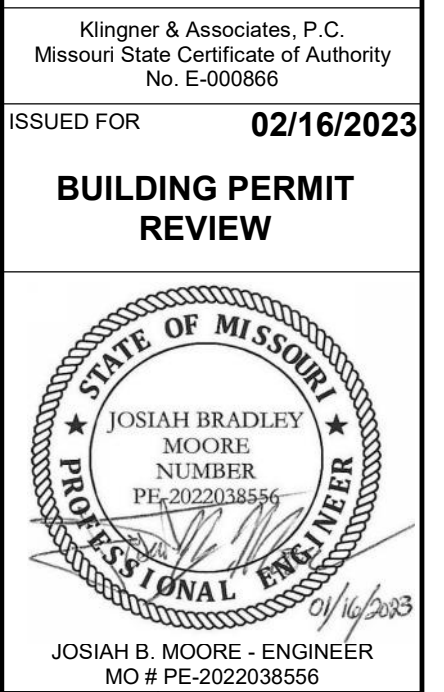 Klingner & Associates, P.C.
Missouri State Certificate of Authority
No. E-000866
ISSUED FOR 02/16/2023
BUILDING PERMIT
REVIEW
STATE OF MISSOURI
JOSIAH BRADLEY
MOORE
NUMBER
PE-2022038556
PROFESSIONAL ENGINEER
01/16/2023
JOSIAH B. MOORE - ENGINEER
MO # PE-2022038556